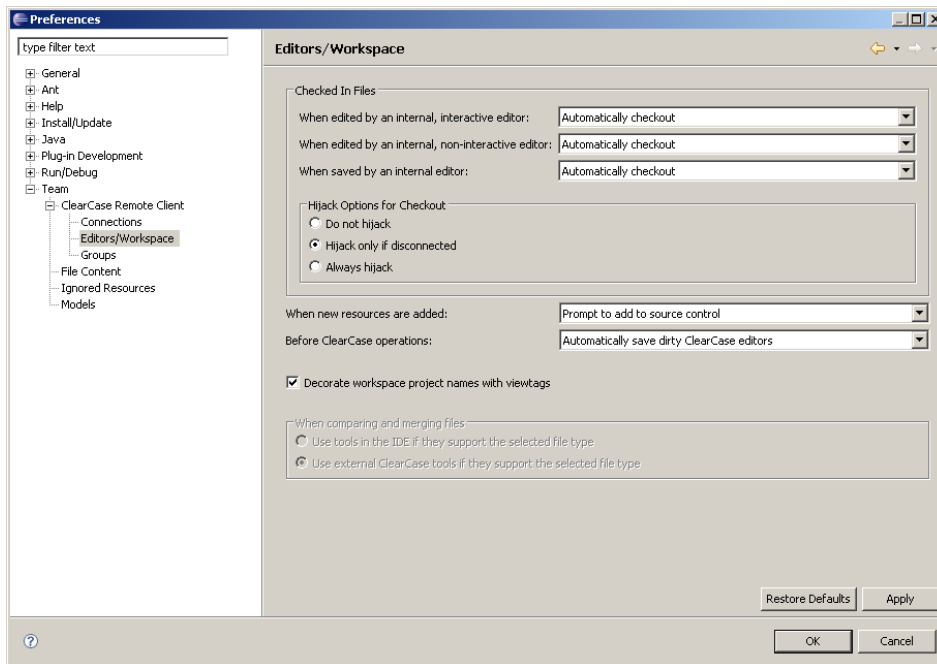 Preferences
type filter text
General
Ant
Help
Install/Update
Java
Plug-in Development
Run/Debug
Team
ClearCase Remote Client
Connections
Editors/Workspace
Groups
File Content
Ignored Resources
Models
Editors/Workspace
Checked In Files
When edited by an internal, interactive editor: Automatically checkout
When edited by an internal, non-interactive editor: Automatically checkout
When saved by an internal editor: Automatically checkout
Hijack Options for Checkout
Do not hijack
Hijack only if disconnected
Always hijack
When new resources are added: Prompt to add to source control
Before ClearCase operations: Automatically save dirty ClearCase editors
Decorate workspace project names with viewtags
When comparing and merging files
Use tools in the IDE if they support the selected file type
Use external ClearCase tools if they support the selected file type
Restore Defaults Apply
? OK Cancel